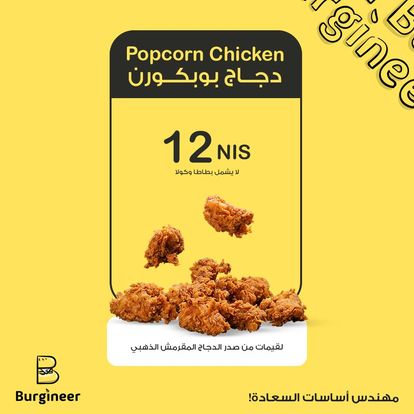 Burgineer
Popcorn Chicken
دجاج بوبكورن
12 NIS
لا يشمل بطاطا وكولا
لقيمات من صدر الدجاج المقرمش الذهبي
Burgineer
مهندس أساسات السعادة!